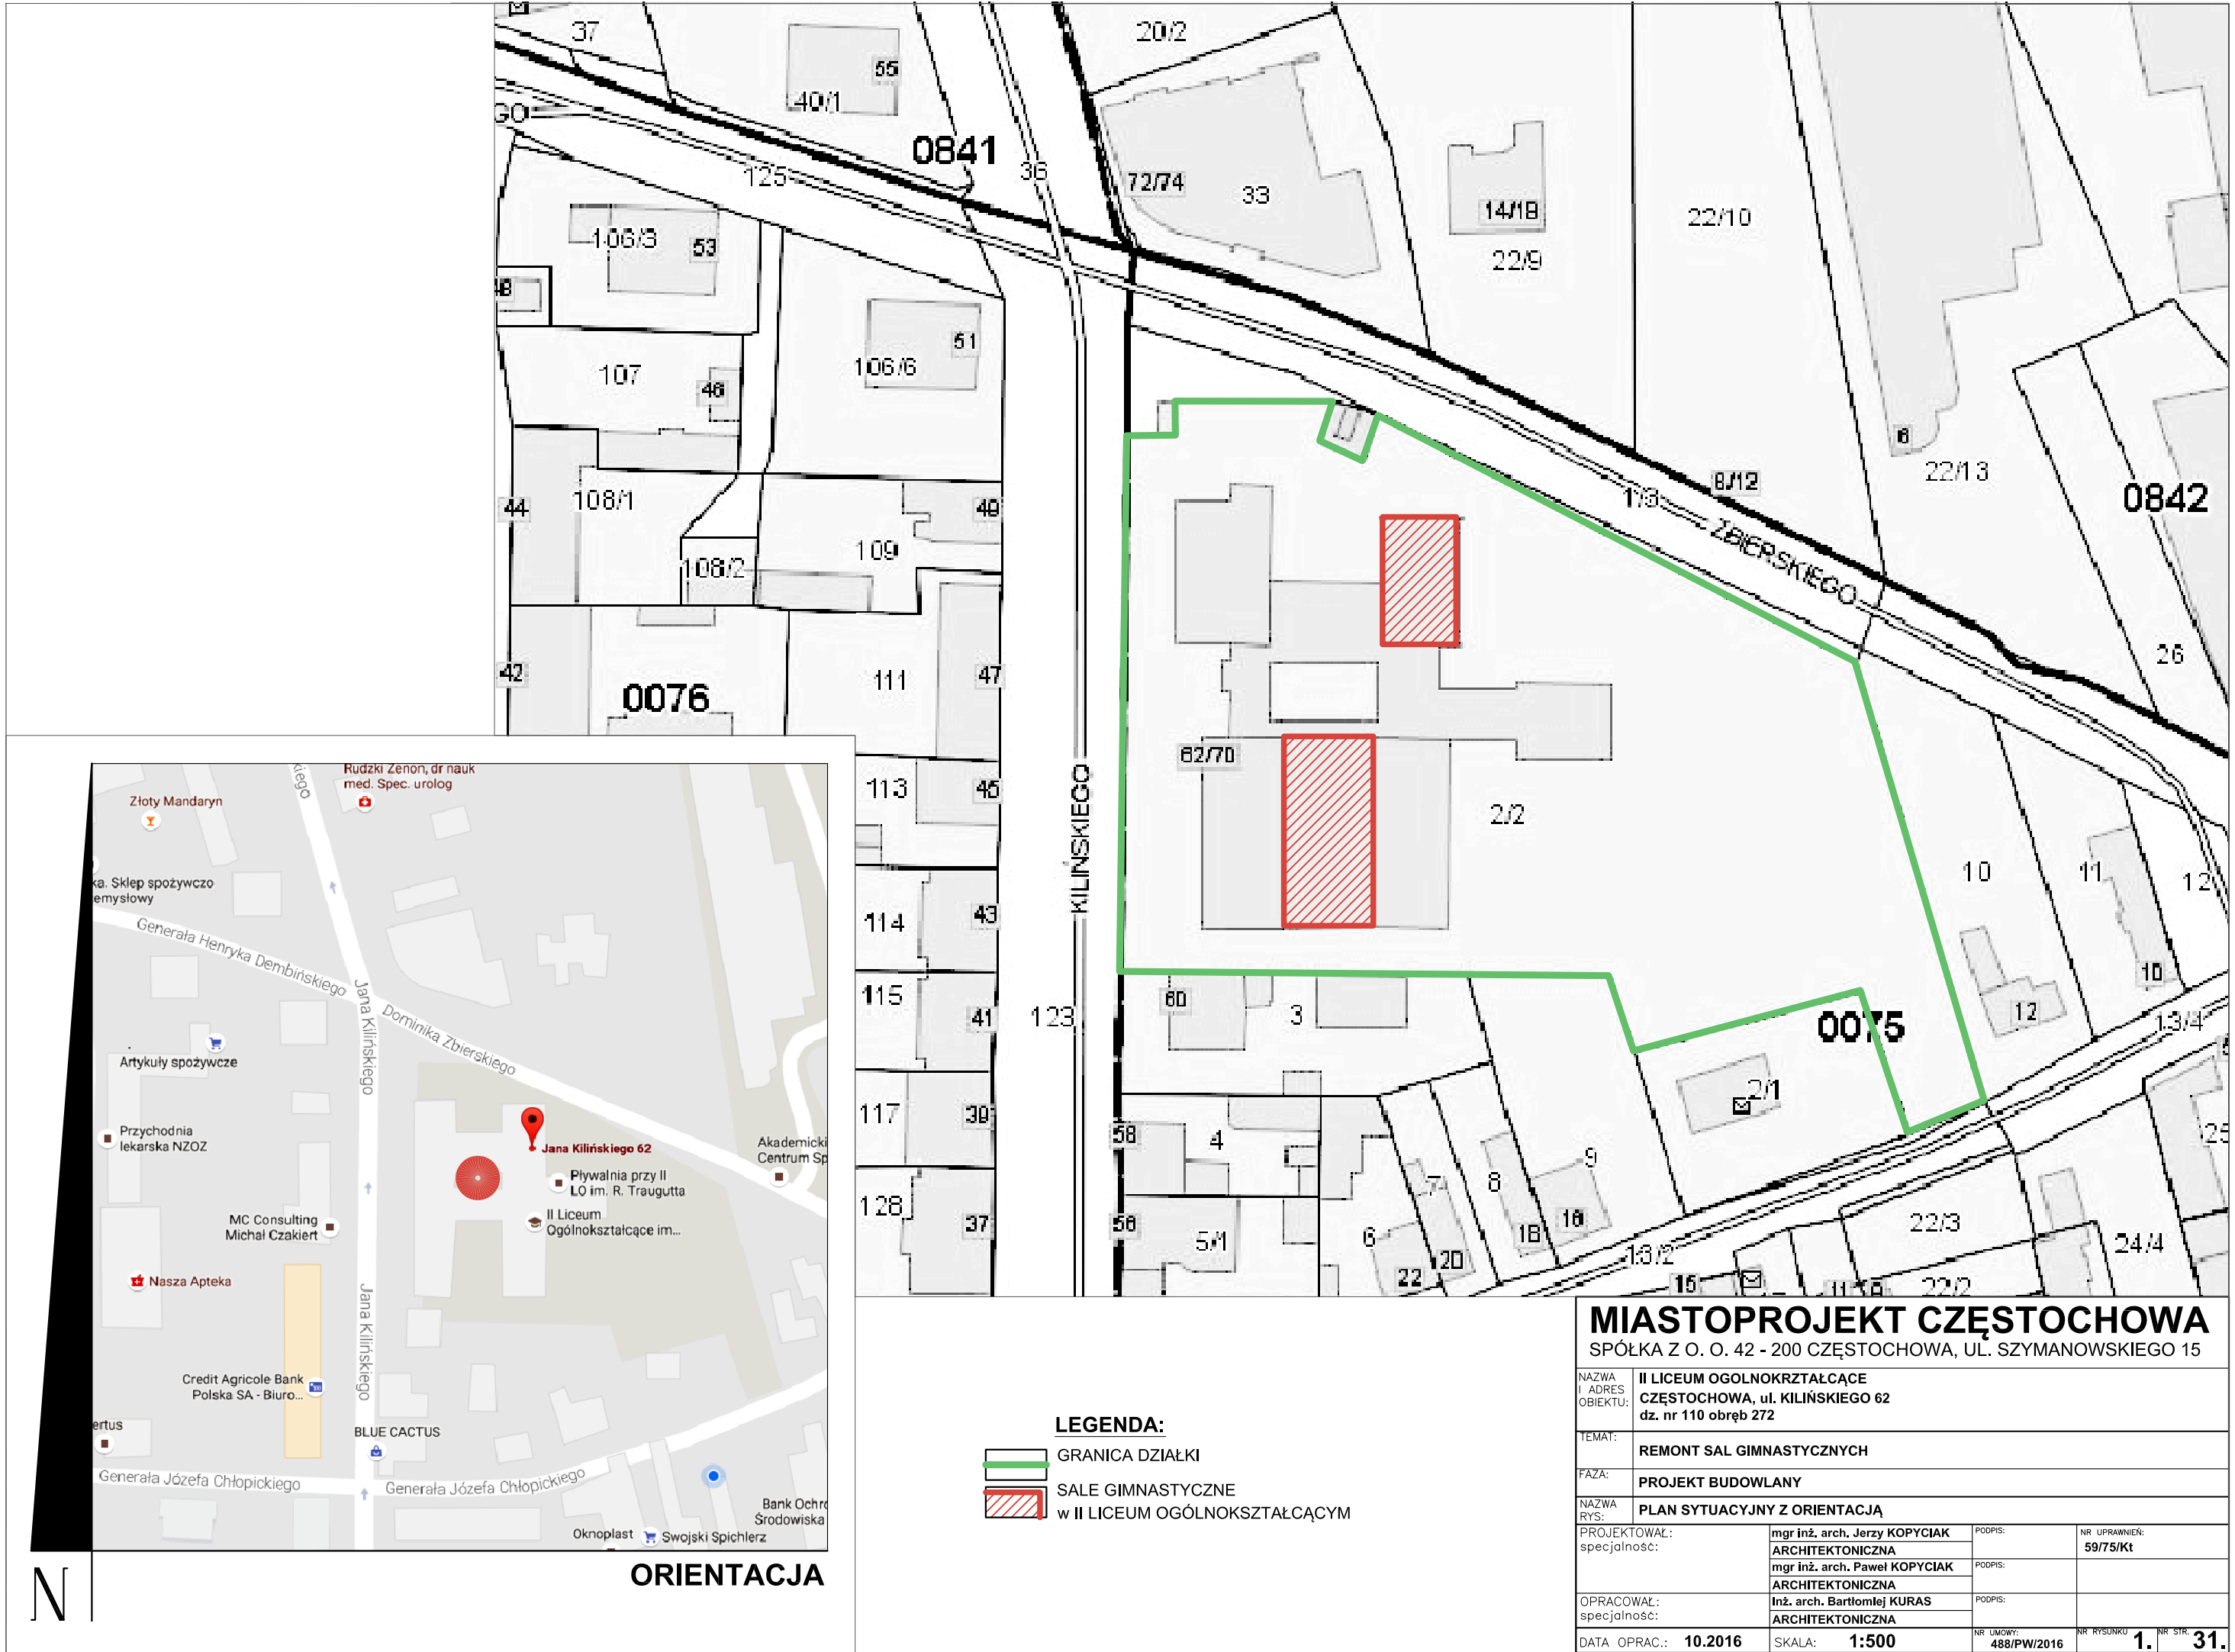 37
55
40/1
0841
36
125
GO
20/2
72/74
33
14/18
22/9
22/10
106/3
53
51
106/6
107
46
44
108/1
108/2
109
49
42
0076
111
47
6
22/13
0842
8/12
1/3
ZBIERSKIEGO
26
62/70
2/2
KILIŃSKIEGO
113
45
114
43
115
41
117
39
128
37
123
60
3
58
4
56
5/1
6
7
8
9
22
20
18
16
10
11
12
10
12
0075
2/1
13/4
13/2
15
22/3
22/2
24/4
25
Rudzki Zenon, dr nauk
med. Spec. urolog
Złoty Mandaryn
kiego
ka. Sklep spożywczo
emysłowy
Generała Henryka Dembińskiego
Jana Kilińskiego
Dominika Zbierskiego
Artykuły spożywcze
Przychodnia
lekarska NZOZ
Jana Kilińskiego 62
Akademicki
Centrum Sp
Pływalnia przy II
LO im. R. Traugutta
II Liceum
Ogólnokształcące im...
MC Consulting
Michał Czakiert
Nasza Apteka
Jana Kilińskiego
Credit Agricole Bank
Polska SA - Biuro...
ertus
BLUE CACTUS
Generała Józefa Chłopickiego
Generała Józefa Chłopickiego
Bank Ochro
Środowiska
Oknoplast
Swojski Spichlerz
ORIENTACJA
N
LEGENDA:
GRANICA DZIAŁKI
SALE GIMNASTYCZNE
w II LICEUM OGÓLNOKSZTAŁCĄCYM
MIASTOPROJEKT CZĘSTOCHOWA
SPÓŁKA Z O. O. 42 - 200 CZĘSTOCHOWA, UL. SZYMANOWSKIEGO 15
NAZWA I ADRES OBIEKTU:
II LICEUM OGOLNOKRZTAŁCĄCE
CZĘSTOCHOWA, ul. KILIŃSKIEGO 62
dz. nr 110 obręb 272
TEMAT:
REMONT SAL GIMNASTYCZNYCH
FAZA:
PROJEKT BUDOWLANY
NAZWA RYS:
PLAN SYTUACYJNY Z ORIENTACJĄ
PROJEKTOWAŁ:
specjalność:
mgr inż. arch. Jerzy KOPYCIAK
ARCHITEKTONICZNA
PODPIS:
NR UPRAWNIEŃ:
59/75/Kt
mgr inż. arch. Paweł KOPYCIAK
ARCHITEKTONICZNA
PODPIS:
OPRACOWAŁ:
specjalność:
Inż. arch. Bartłomiej KURAS
ARCHITEKTONICZNA
PODPIS:
DATA OPRAC.: 10.2016
SKALA: 1:500
NR UMOWY:
488/PW/2016
NR RYSUNKU 1.
NR STR. 31.